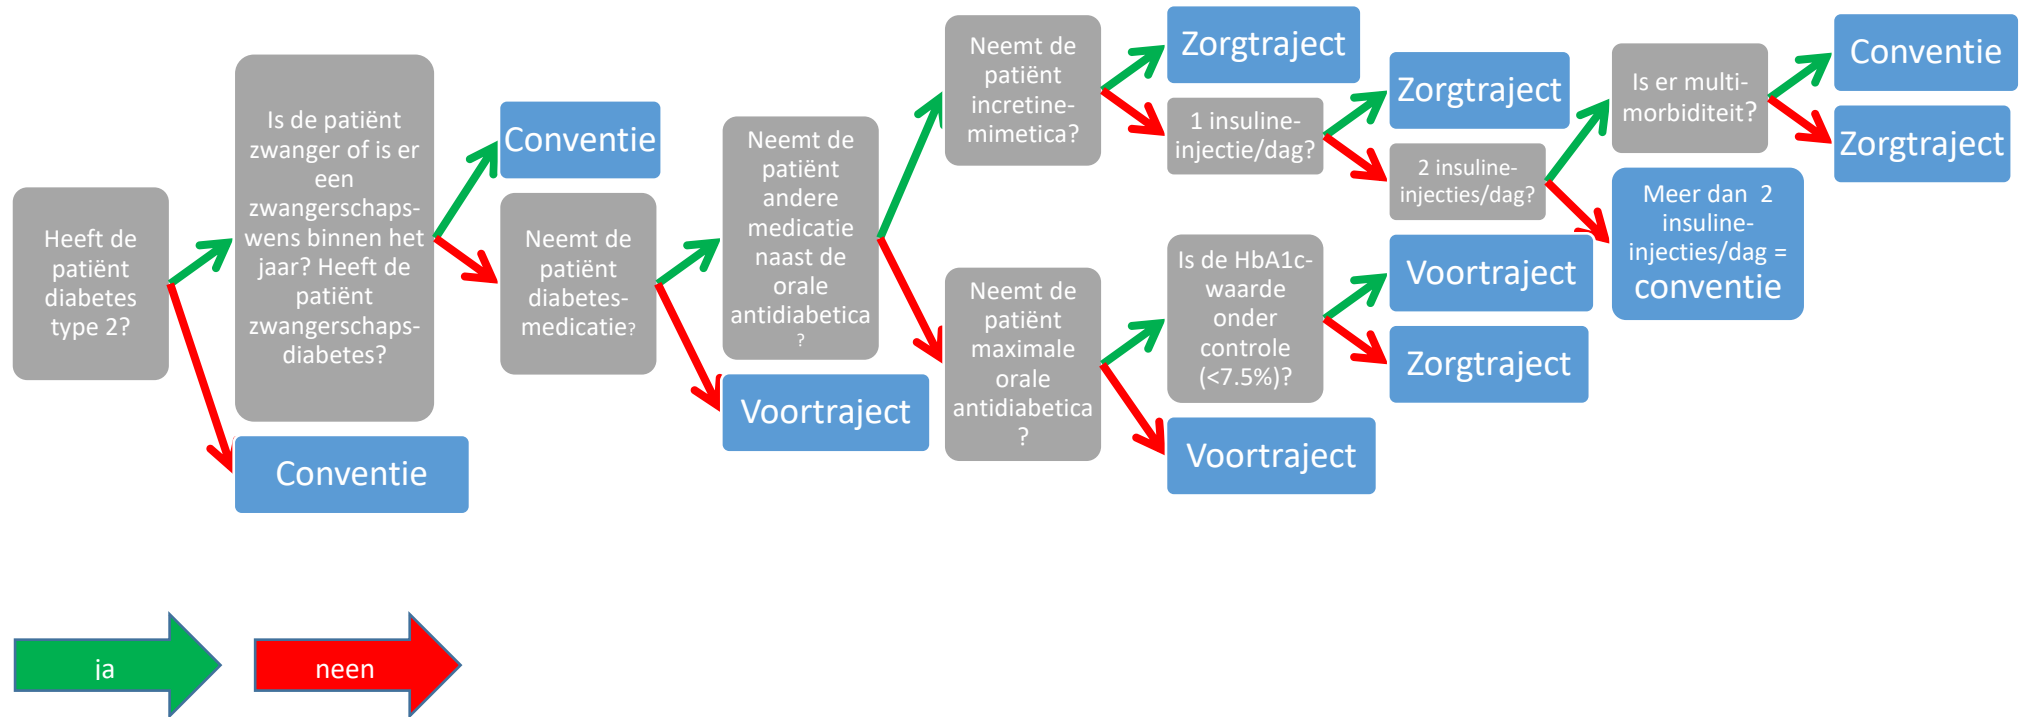 Heeft de
patiënt
diabetes
type 2?
Is de patiënt
zwanger of is er
een
zwangerschaps-
wens binnen het
jaar? Heeft de
patiënt
zwangerschaps-
diabetes?
Conventie
Conventie
Neemt de
patiënt
diabetes-
medicatie?
Neemt de
patiënt
andere
medicatie
naast de
orale
antidiabetica
?
Voortraject
Neemt de
patiënt
incretine-
mimetica?
Zorgtraject
1 insuline-
injectie/dag?
Zorgtraject
2 insuline-
injecties/dag?
Is er multi-
morbiditeit?
Conventie
Zorgtraject
Meer dan 2
insuline-
injecties/dag =
conventie
Neemt de
patiënt
maximale
orale
antidiabetica
?
Is de HbA1c-
waarde
onder
controle
(<7.5%)?
Voortraject
Zorgtraject
Voortraject
ja
neen